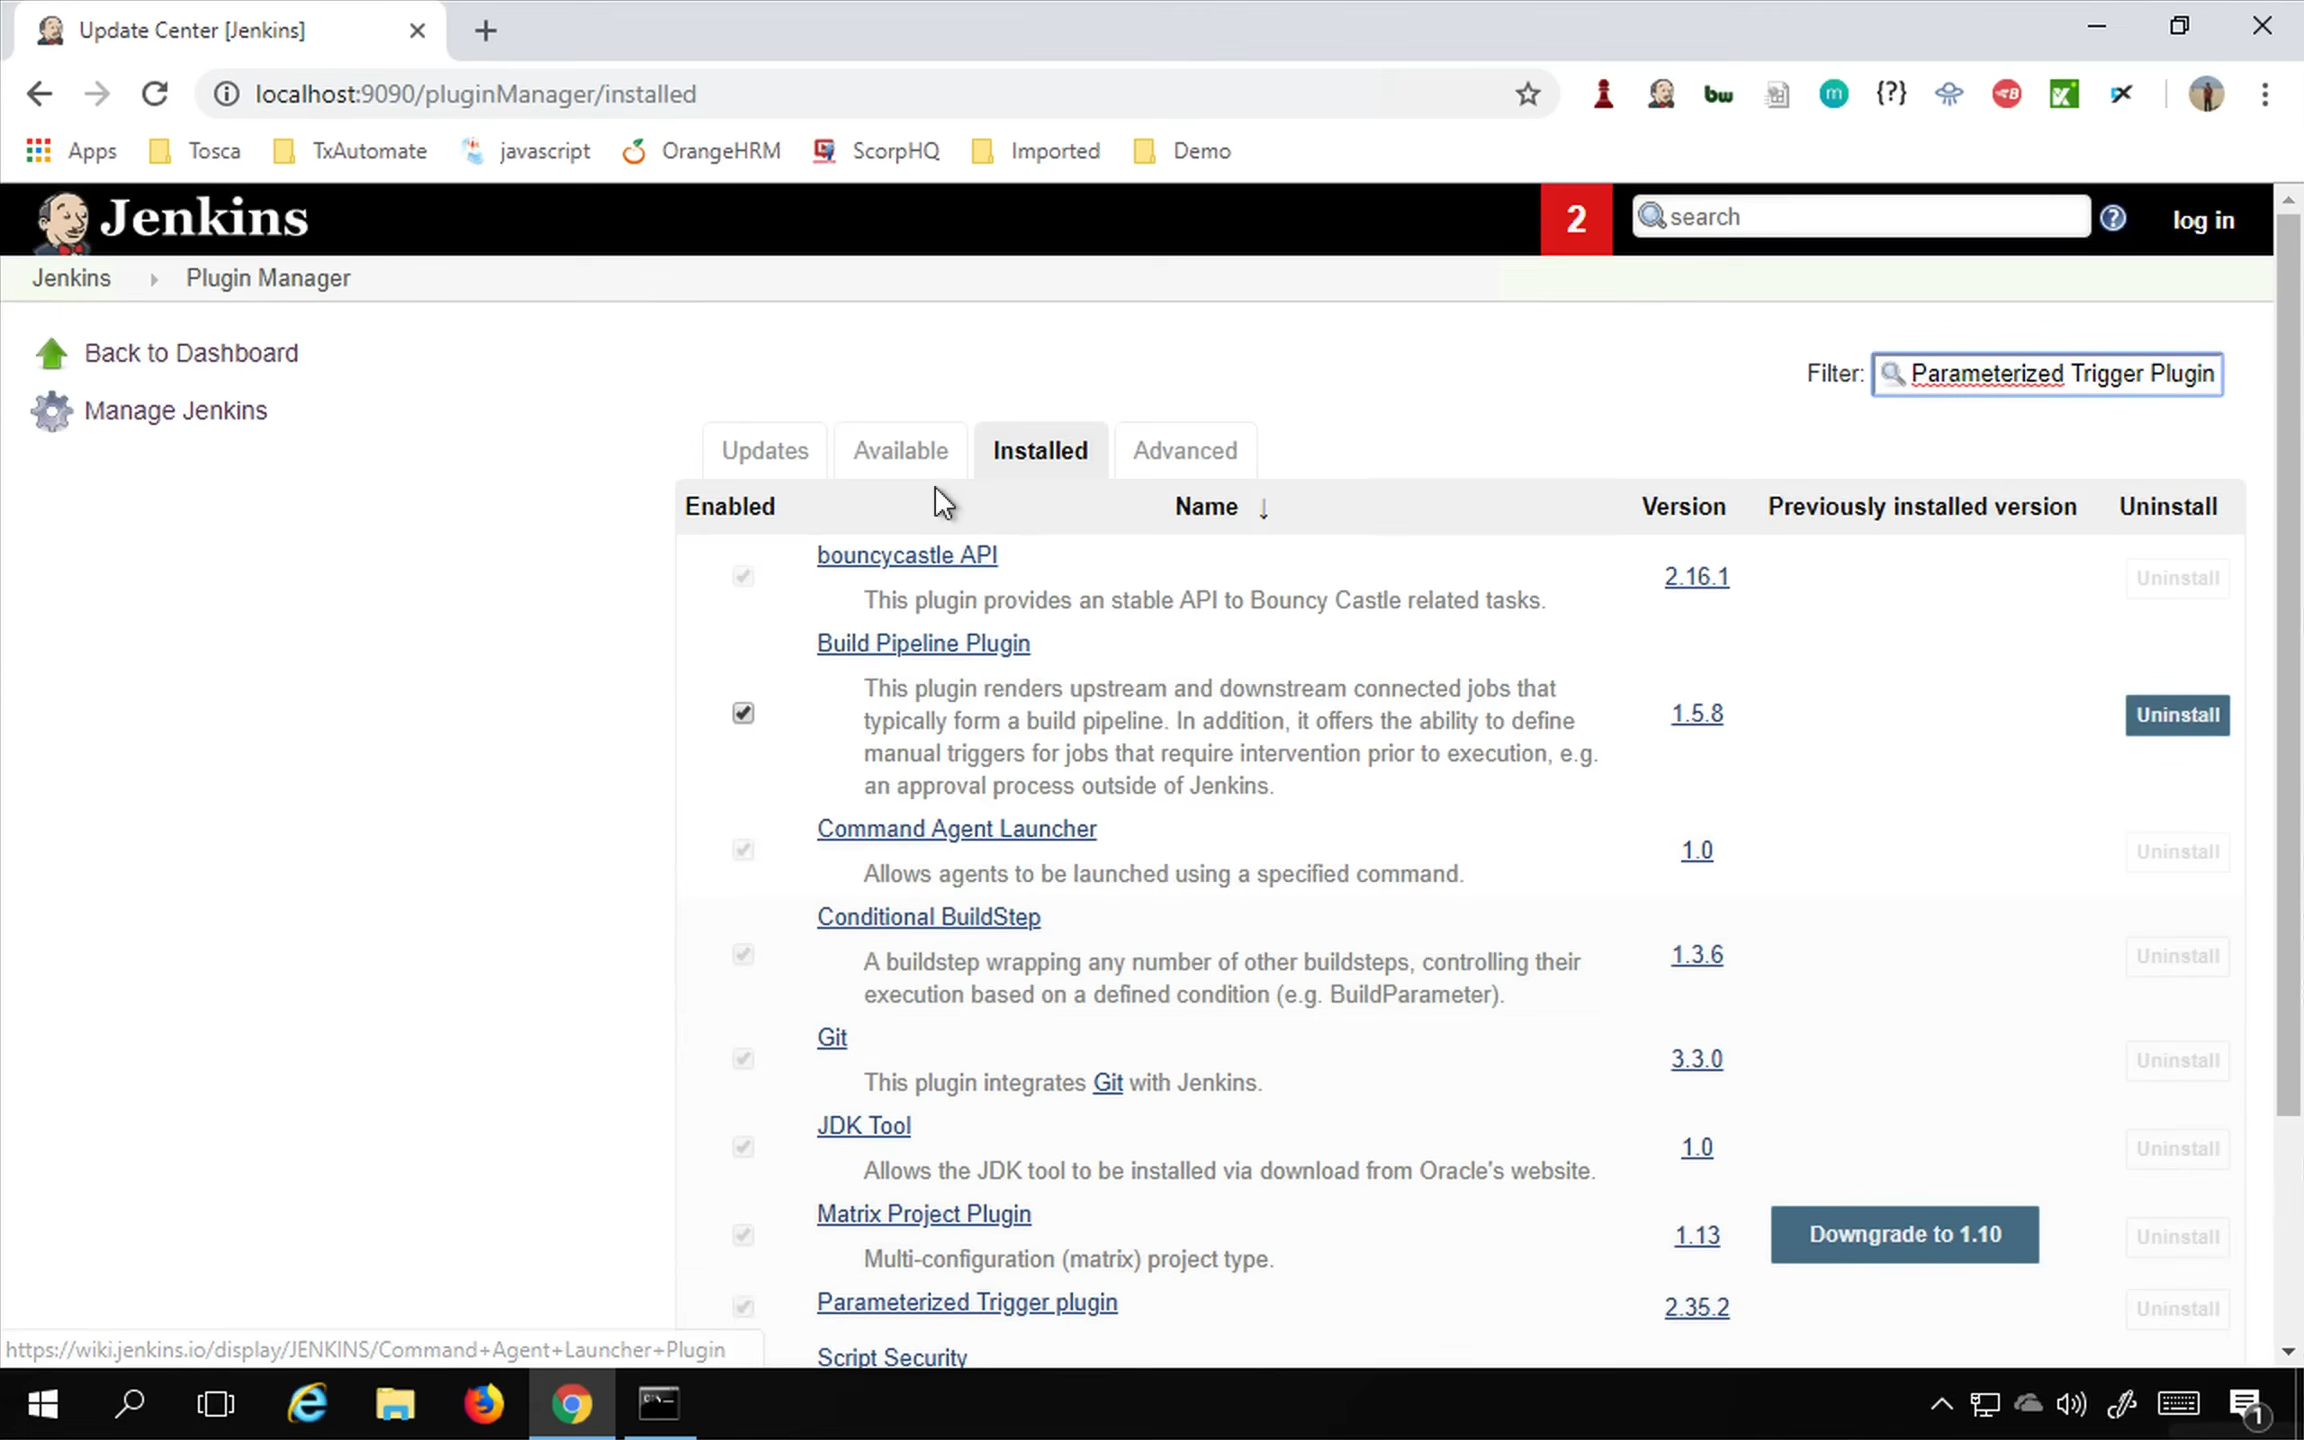 Update Center [Jenkins]
localhost:9090/pluginManager/installed
bw
m
{?}
B
Apps
Tosca
TxAutomate
javascript
OrangeHRM
ScorpHQ
Imported
Demo
Jenkins
2
search
?
log in
Jenkins
Plugin Manager
Back to Dashboard
Manage Jenkins
Filter: Parameterized Trigger Plugin
Updates
Available
Installed
Advanced
Enabled
Name ↓
Version
Previously installed version
Uninstall
bouncycastle API
This plugin provides an stable API to Bouncy Castle related tasks.
2.16.1
Uninstall
Build Pipeline Plugin
This plugin renders upstream and downstream connected jobs that
typically form a build pipeline. In addition, it offers the ability to define
manual triggers for jobs that require intervention prior to execution, e.g.
an approval process outside of Jenkins.
1.5.8
Uninstall
Command Agent Launcher
Allows agents to be launched using a specified command.
1.0
Uninstall
Conditional BuildStep
A buildstep wrapping any number of other buildsteps, controlling their
execution based on a defined condition (e.g. BuildParameter).
1.3.6
Uninstall
Git
This plugin integrates Git with Jenkins.
3.3.0
Uninstall
JDK Tool
Allows the JDK tool to be installed via download from Oracle's website.
1.0
Uninstall
Matrix Project Plugin
Multi-configuration (matrix) project type.
1.13
Downgrade to 1.10
Uninstall
Parameterized Trigger plugin
2.35.2
Uninstall
Script Security
https://wiki.jenkins.io/display/JENKINS/Command+Agent+Launcher+Plugin
1